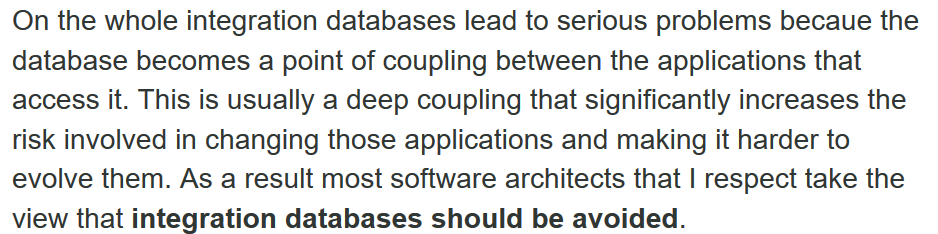 On the whole integration databases lead to serious problems becaue the
database becomes a point of coupling between the applications that
access it. This is usually a deep coupling that significantly increases the
risk involved in changing those applications and making it harder to
evolve them. As a result most software architects that I respect take the
view that integration databases should be avoided.